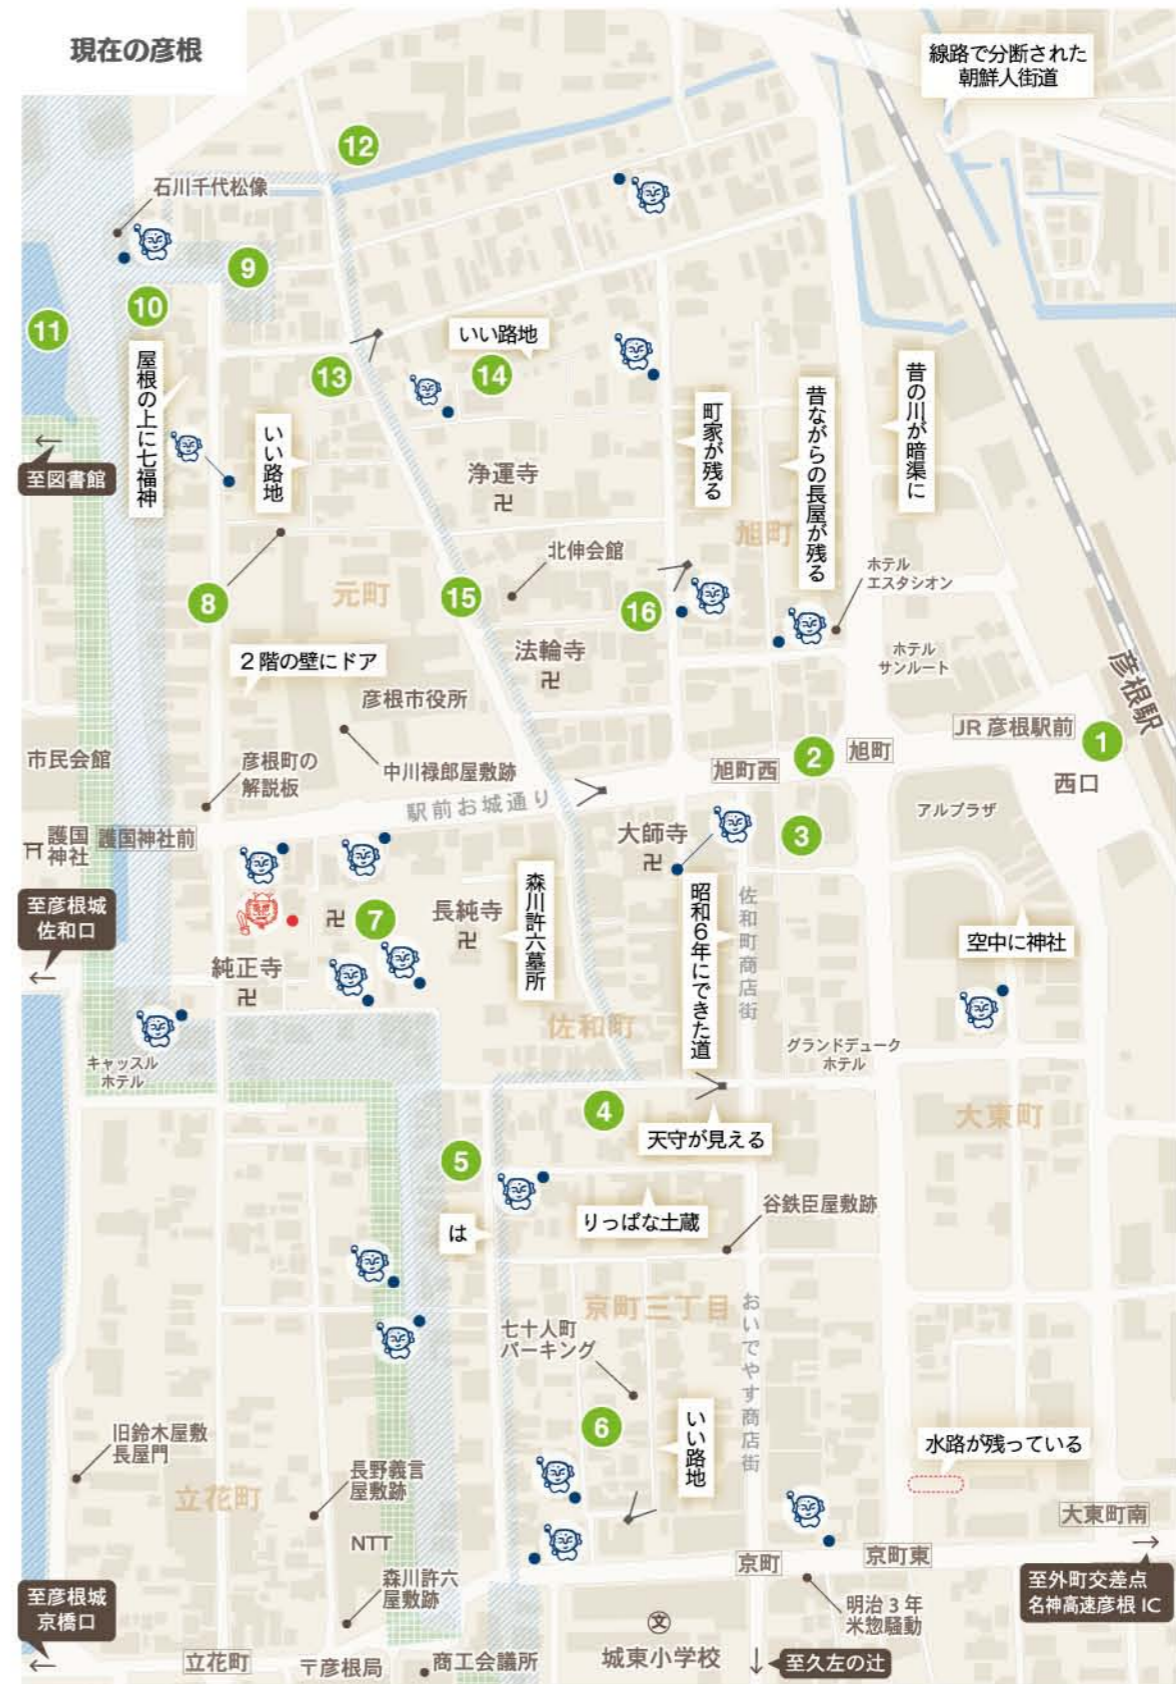 現在の彦根
線路で分断された
朝鮮人街道
12
石川千代松像
9
10
11
いい路地
13
14
屋根の上に七福神
いい路地
町家が残る
昔ながらの長屋が残る
昔の川が暗渠に
←
至図書館
浄運寺
卍
旭町
北伸会館
ホテル
エスタシオン
8
元町
15
16
2階の壁にドア
法輪寺
卍
ホテル
サンルート
彦根駅
彦根市役所
JR 彦根駅前
1
市民会館
彦根町の
解説板
中川禄郎屋敷跡
旭町西
2
旭町
西口
駅前お城通り
アルプラザ
護国
神社
護国神社前
大師寺
卍
3
至彦根城
佐和口
←
卍
7
長純寺
卍
森川許六墓所
昭和6年にできた道
佐和町商店街
空中に神社
純正寺
卍
佐和町
キャッスル
ホテル
グランドデューク
ホテル
4
天守が見える
大東町
5
は
りっぱな土蔵
谷鉄臣屋敷跡
京町三丁目
おいでやす商店街
七十人町
パーキング
6
いい路地
旧鈴木屋敷
長屋門
水路が残っている
立花町
長野義言
屋敷跡
NTT
大東町南
→
京町
京町東
至彦根城
京橋口
←
森川許六
屋敷跡
至外町交差点
名神高速彦根 IC
明治3年
米惣騒動
文
立花町
〒彦根局
商工会議所
城東小学校
↓
至久左の辻